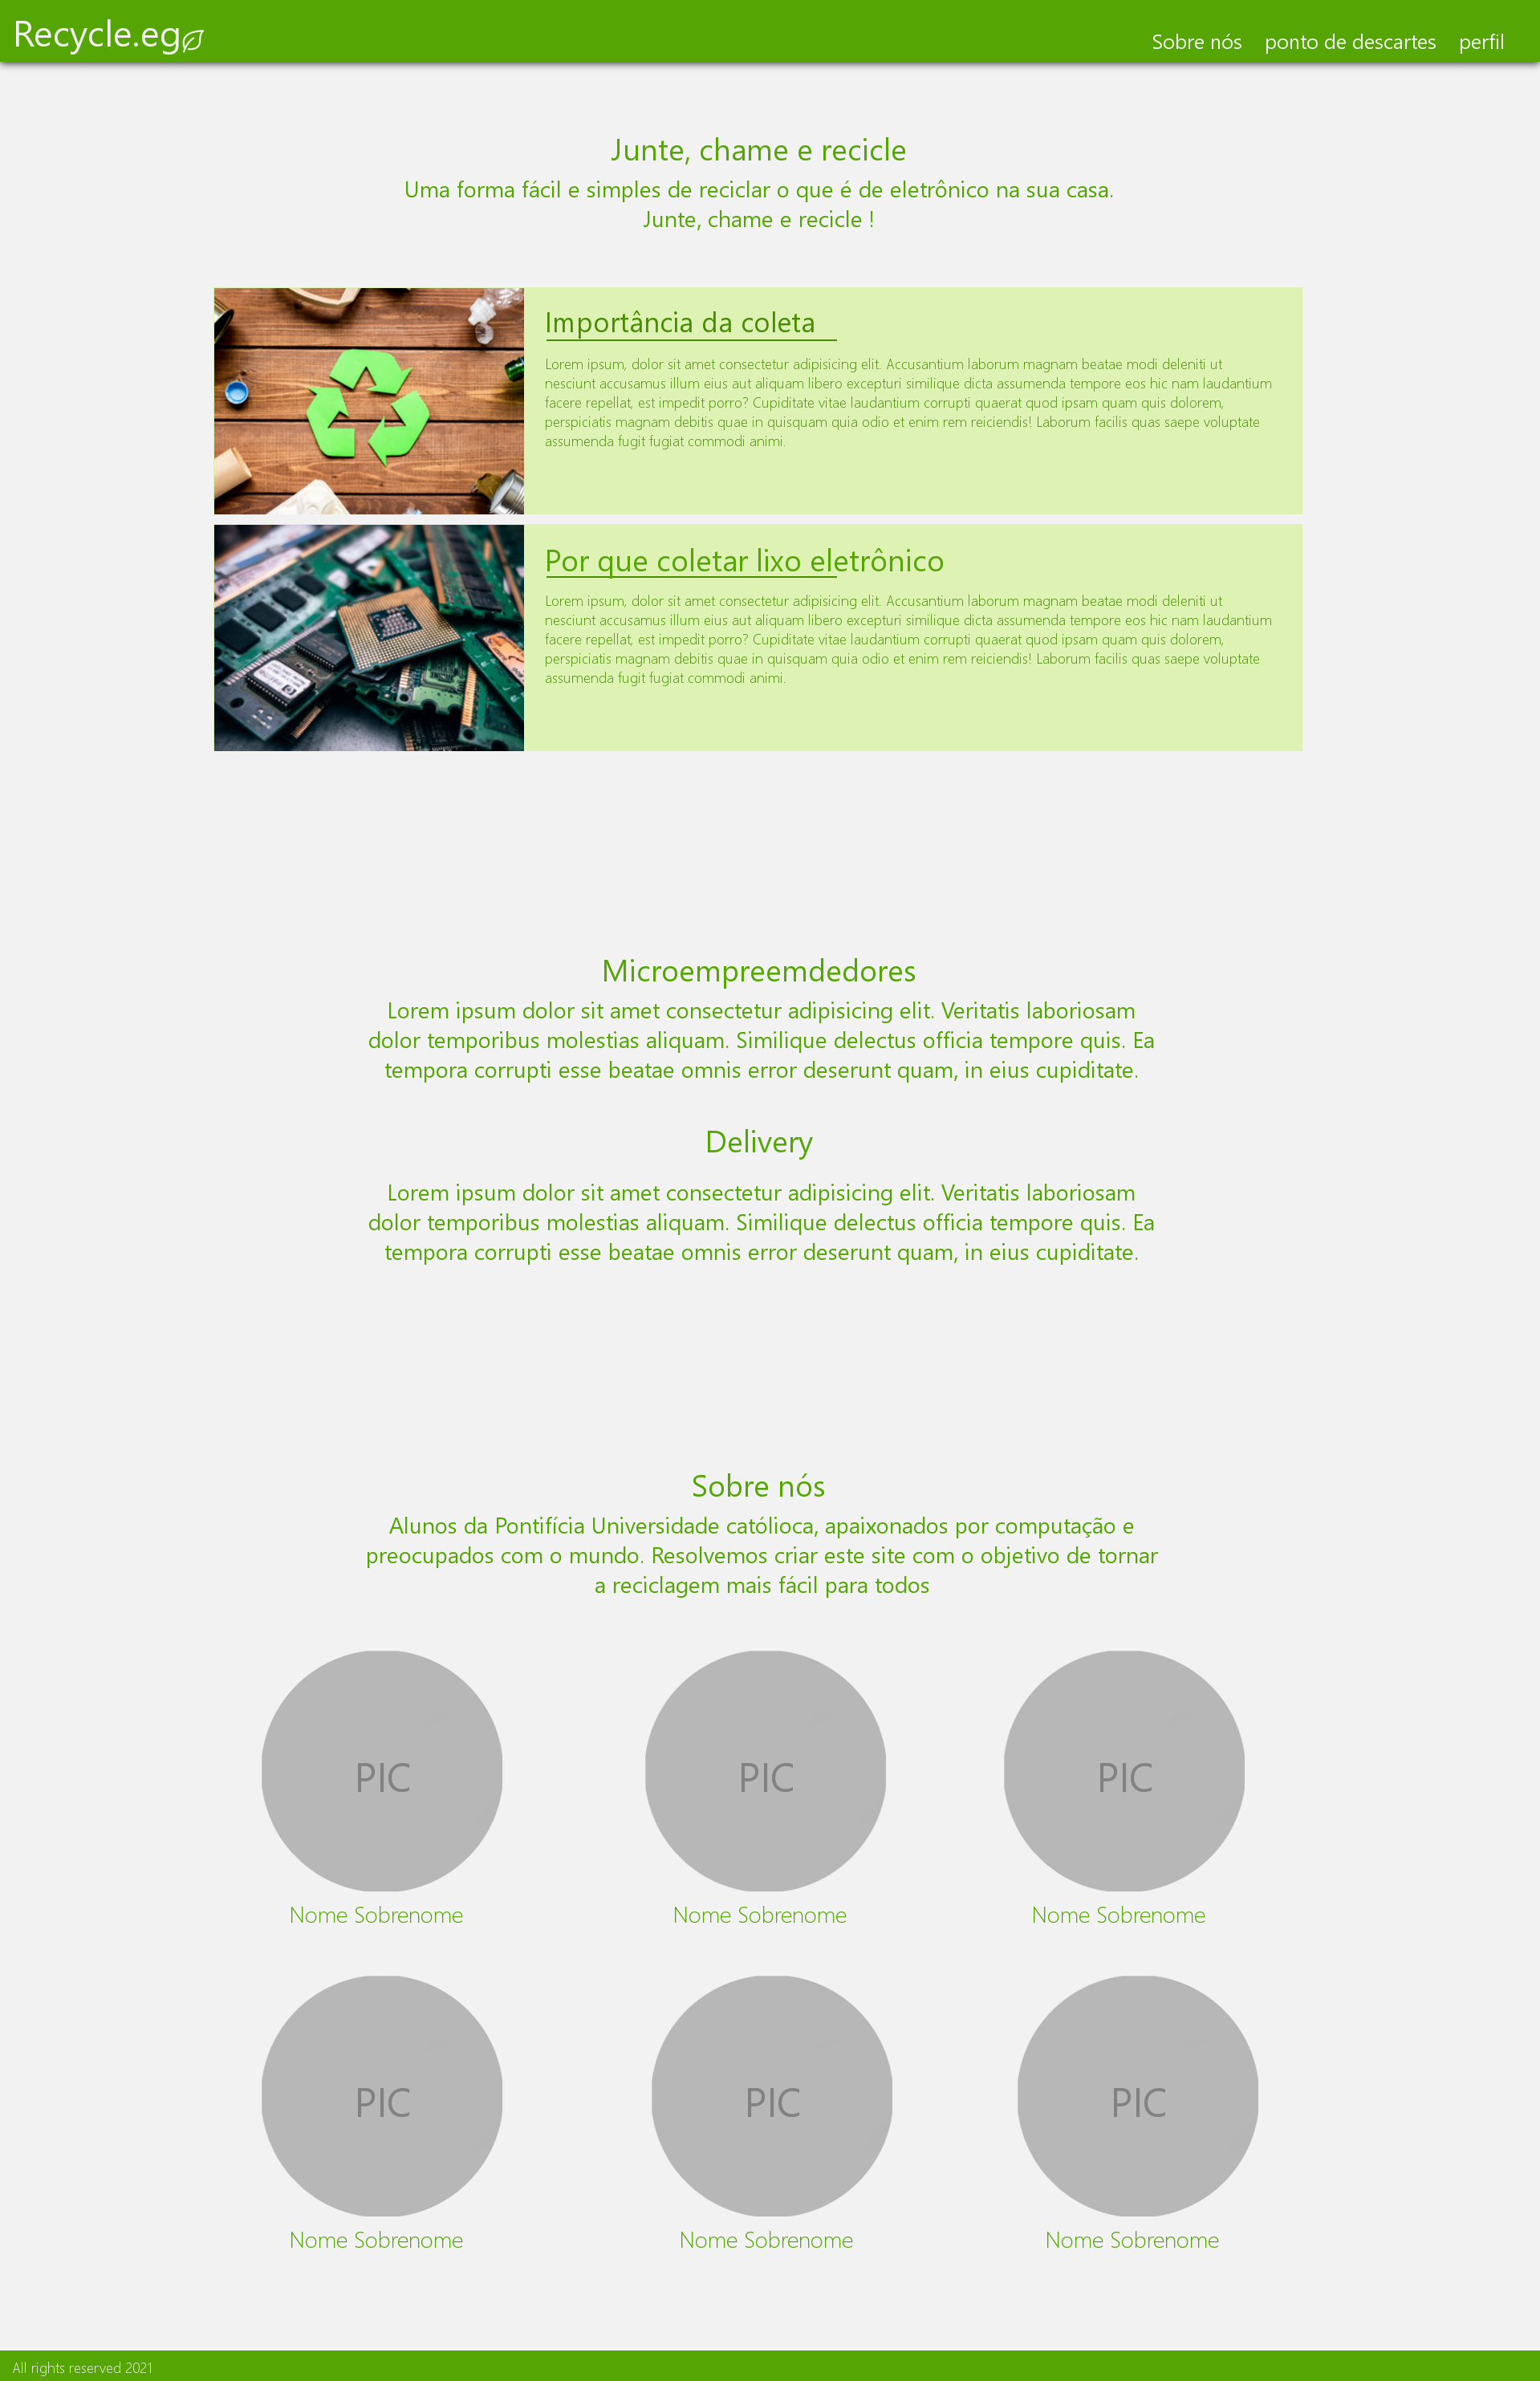 Recycle.eg
Sobre nós ponto de descartes perfil
Junte, chame e recicle
Uma forma fácil e simples de reciclar o que é de eletrônico na sua casa.
Junte, chame e recicle !
Importância da coleta
Lorem ipsum, dolor sit amet consectetur adipisicing elit. Accusantium laborum magnam beatae modi deleniti ut
nesciunt accusamus illum eius aut aliquam libero excepturi similique dicta assumenda tempore eos hic nam laudantium
facere repellat, est impedit porro? Cupiditate vitae laudantium corrupti quaerat quod ipsam quam quis dolorem,
perspiciatis magnam debitis quae in quisquam quia odio et enim rem reiciendis! Laborum facilis quas saepe voluptate
assumenda fugit fugiat commodi animi.
Por que coletar lixo eletrônico
Lorem ipsum, dolor sit amet consectetur adipisicing elit. Accusantium laborum magnam beatae modi deleniti ut
nesciunt accusamus illum eius aut aliquam libero excepturi similique dicta assumenda tempore eos hic nam laudantium
facere repellat, est impedit porro? Cupiditate vitae laudantium corrupti quaerat quod ipsam quam quis dolorem,
perspiciatis magnam debitis quae in quisquam quia odio et enim rem reiciendis! Laborum facilis quas saepe voluptate
assumenda fugit fugiat commodi animi.
Microempreemdedores
Lorem ipsum dolor sit amet consectetur adipisicing elit. Veritatis laboriosam
dolor temporibus molestias aliquam. Similique delectus officia tempore quis. Ea
tempora corrupti esse beatae omnis error deserunt quam, in eius cupiditate.
Delivery
Lorem ipsum dolor sit amet consectetur adipisicing elit. Veritatis laboriosam
dolor temporibus molestias aliquam. Similique delectus officia tempore quis. Ea
tempora corrupti esse beatae omnis error deserunt quam, in eius cupiditate.
Sobre nós
Alunos da Pontifícia Universidade católioca, apaixonados por computação e
preocupados com o mundo. Resolvemos criar este site com o objetivo de tornar
a reciclagem mais fácil para todos
PIC PIC PIC
Nome Sobrenome Nome Sobrenome Nome Sobrenome
PIC PIC PIC
Nome Sobrenome Nome Sobrenome Nome Sobrenome
All rights reserved 2021